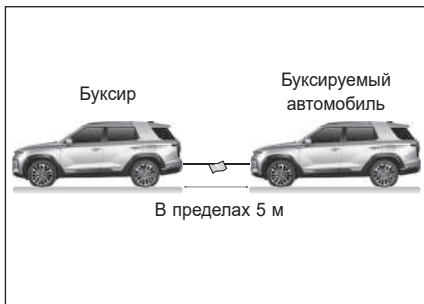 Буксир
Буксируемый
автомобиль
В пределах 5 м